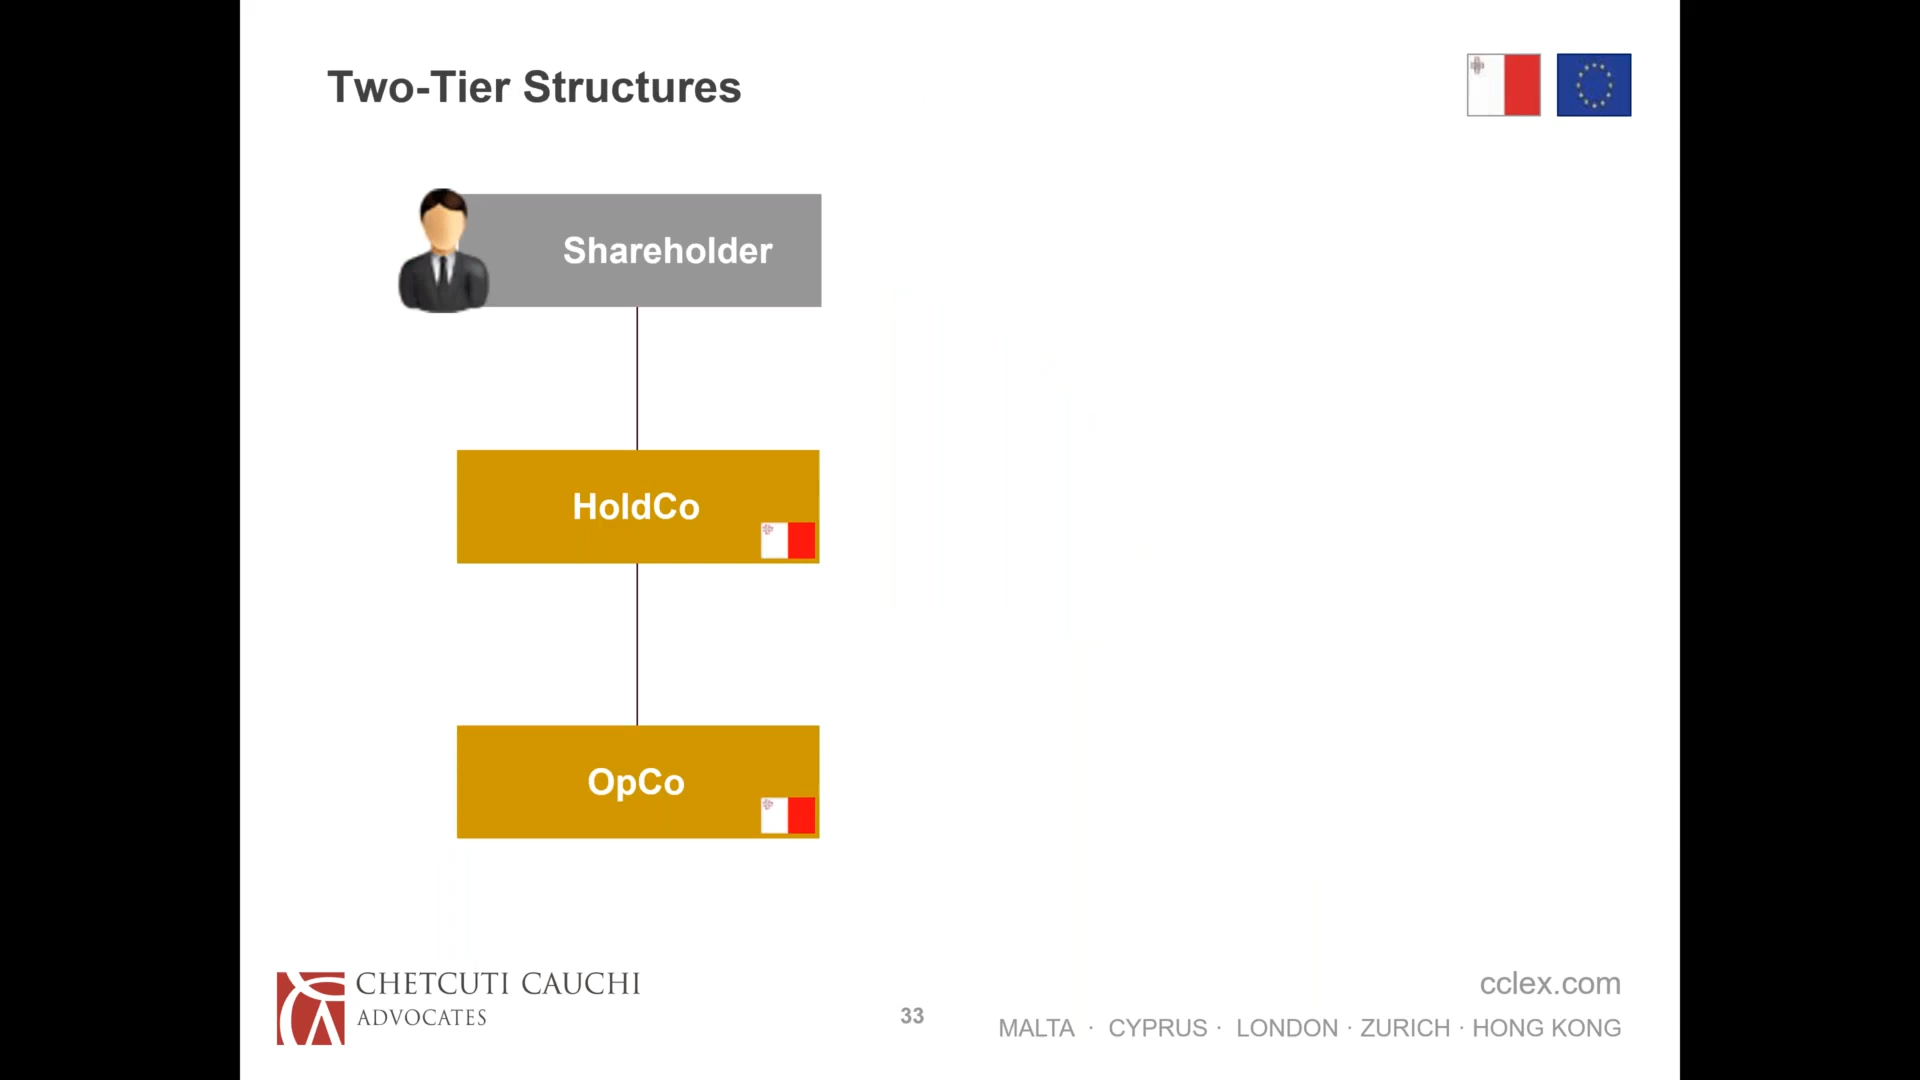 Two-Tier Structures
Shareholder
HoldCo
OpCo
CHETCUTI CAUCHI
ADVOCATES
33
cclex.com
MALTA · CYPRUS · LONDON · ZURICH · HONG KONG